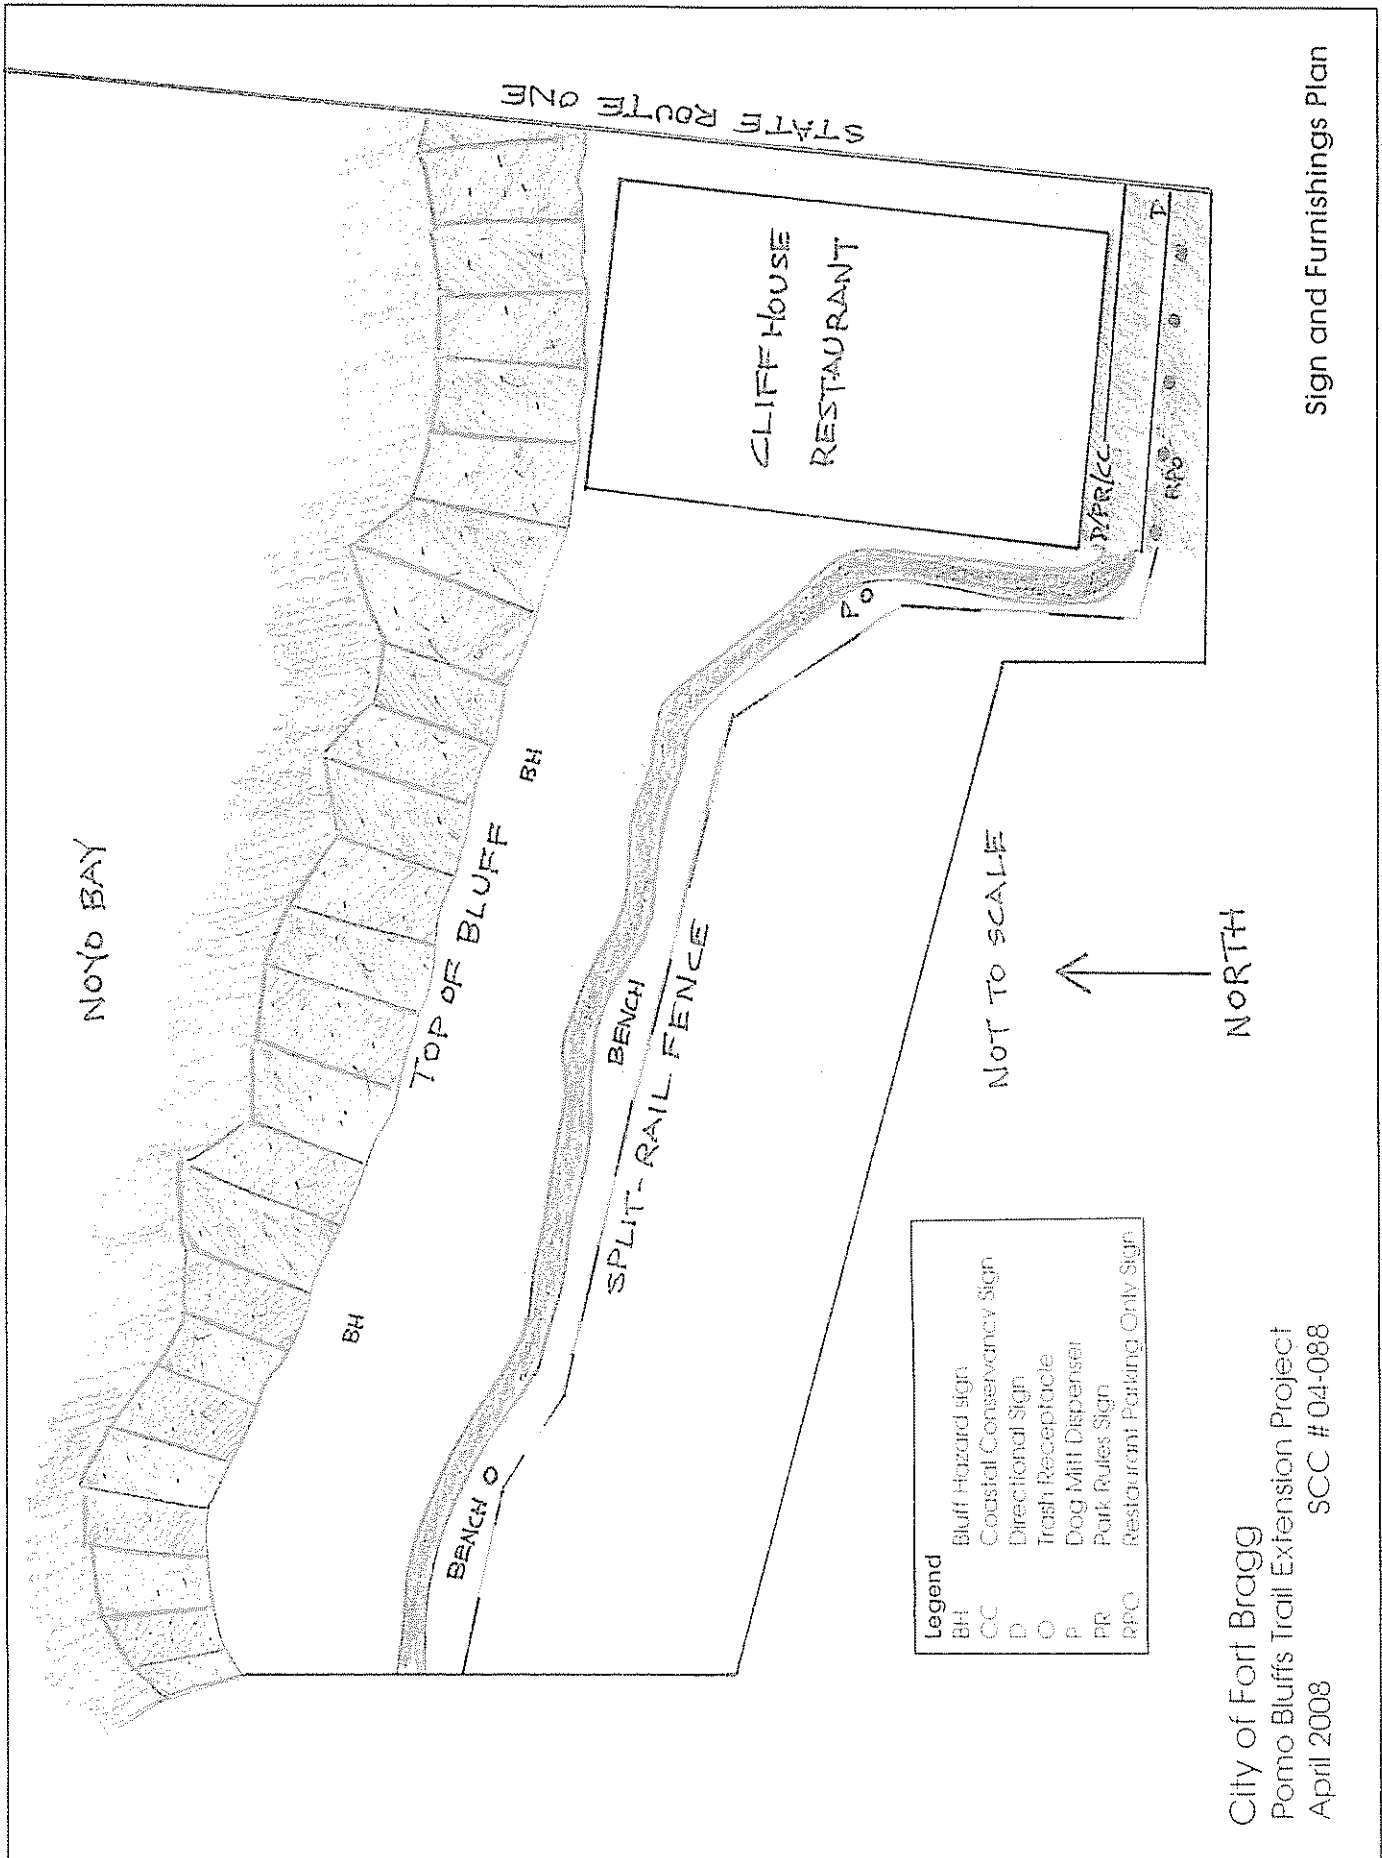 NOYO BAY
STATE ROUTE ONE
TOP OF BLUFF
BH
BH
CLIFF HOUSE
RESTAURANT
D/PR/CC
D
RPO
P O
BENCH
SPLIT-RAIL FENCE
BENCH O
NOT TO SCALE
NORTH
Legend
BH Bluff Hazard sign
CC Coastal Conservancy Sign
D Directional Sign
O Trash Receptacle
P Dog Mitt Dispenser
PR Park Rules Sign
RPO Restaurant Parking Only Sign
City of Fort Bragg
Pomo Bluffs Trail Extension Project
April 2008 SCC # 04-088
Sign and Furnishings Plan